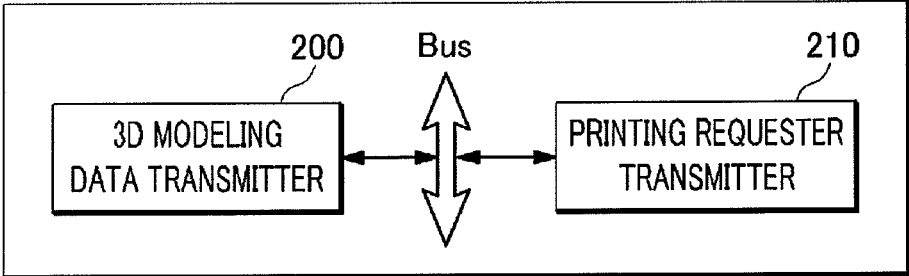 200
Bus
210
3D MODELING
DATA TRANSMITTER
PRINTING REQUESTER
TRANSMITTER